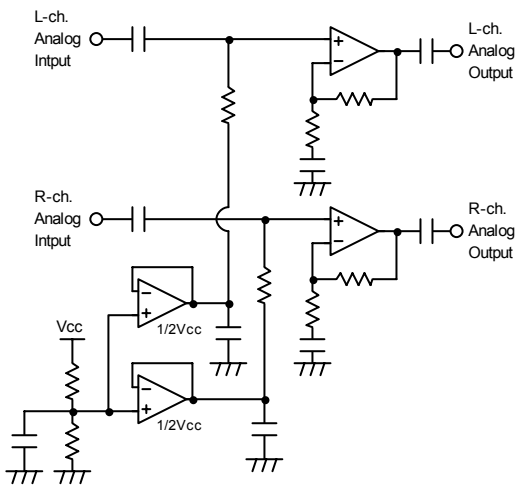 L-ch.
Analog
Intput
L-ch.
Analog
Output
R-ch.
Analog
Intput
R-ch.
Analog
Output
1/2Vcc
Vcc
1/2Vcc